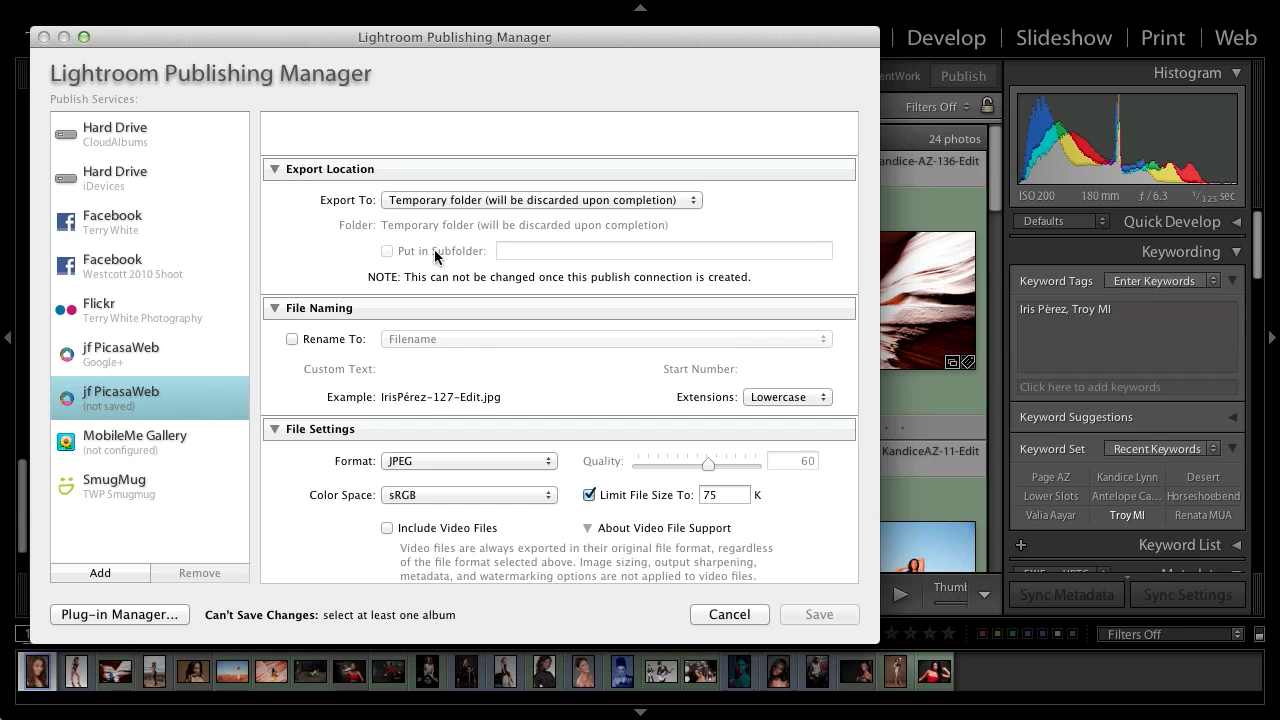 Lightroom Publishing Manager
Develop | Slideshow | Print | Web
Lightroom Publishing Manager
Publish Services:
Hard Drive
CloudAlbums
Hard Drive
iDevices
Facebook
Terry White
Facebook
Westcott 2010 Shoot
Flickr
Terry White Photography
jf PicasaWeb
Google+
jf PicasaWeb
(not saved)
MobileMe Gallery
(not configured)
SmugMug
TWP Smugmug
Add
Remove
Export Location
Export To: Temporary folder (will be discarded upon completion)
Folder: Temporary folder (will be discarded upon completion)
Put in Subfolder:
NOTE: This can not be changed once this publish connection is created.
File Naming
Rename To: Filename
Custom Text: Start Number:
Example: IrisPérez-127-Edit.jpg Extensions: Lowercase
File Settings
Format: JPEG Quality: 60
Color Space: sRGB Limit File Size To: 75 K
Include Video Files About Video File Support
Video files are always exported in their original file format, regardless
of the file format selected above. Image sizing, output sharpening,
metadata, and watermarking options are not applied to video files.
Plug-in Manager... Can't Save Changes: select at least one album Cancel Save
entWork Publish
Filters Off
24 photos
andice-AZ-136-Edit
KandiceAZ-11-Edit
Thumb
Histogram
ISO 200 180 mm ƒ / 6.3 1/125 sec
Defaults Quick Develop
Keywording
Keyword Tags Enter Keywords
Iris Pérez, Troy MI
Click here to add keywords
Keyword Suggestions
Keyword Set Recent Keywords
Page AZ Kandice Lynn Desert
Lower Slots Antelope Ca... Horseshoebend
Valia Aayar Troy MI Renata MUA
Keyword List
Sync Metadata Sync Settings
Filters Off